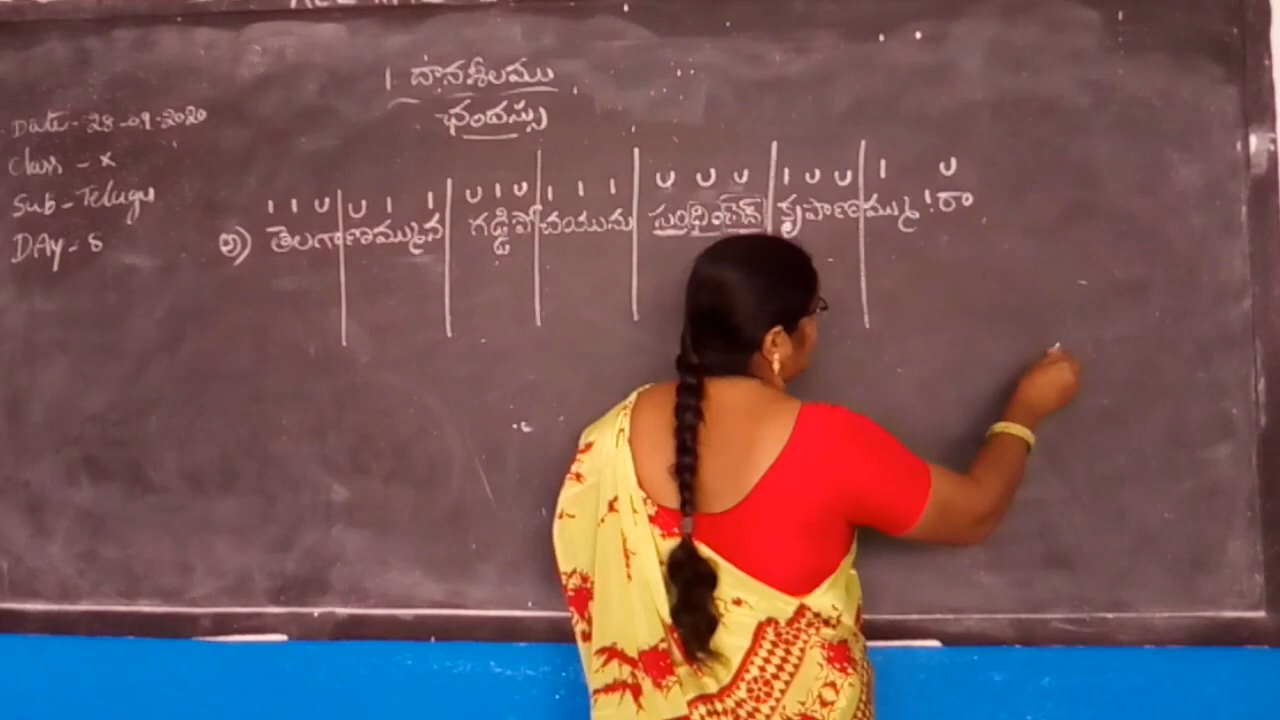 1. దానశీలము
ఛందస్సు
Date - 28-09-2020
Class - X
Sub - Telugu
DAY - 8
I I U U I I U I U I I I U U U I U U I U
అ) తెలగాణమ్మున గడ్డిపోచయును సంధించెన్ కృపాణమ్ము! రా